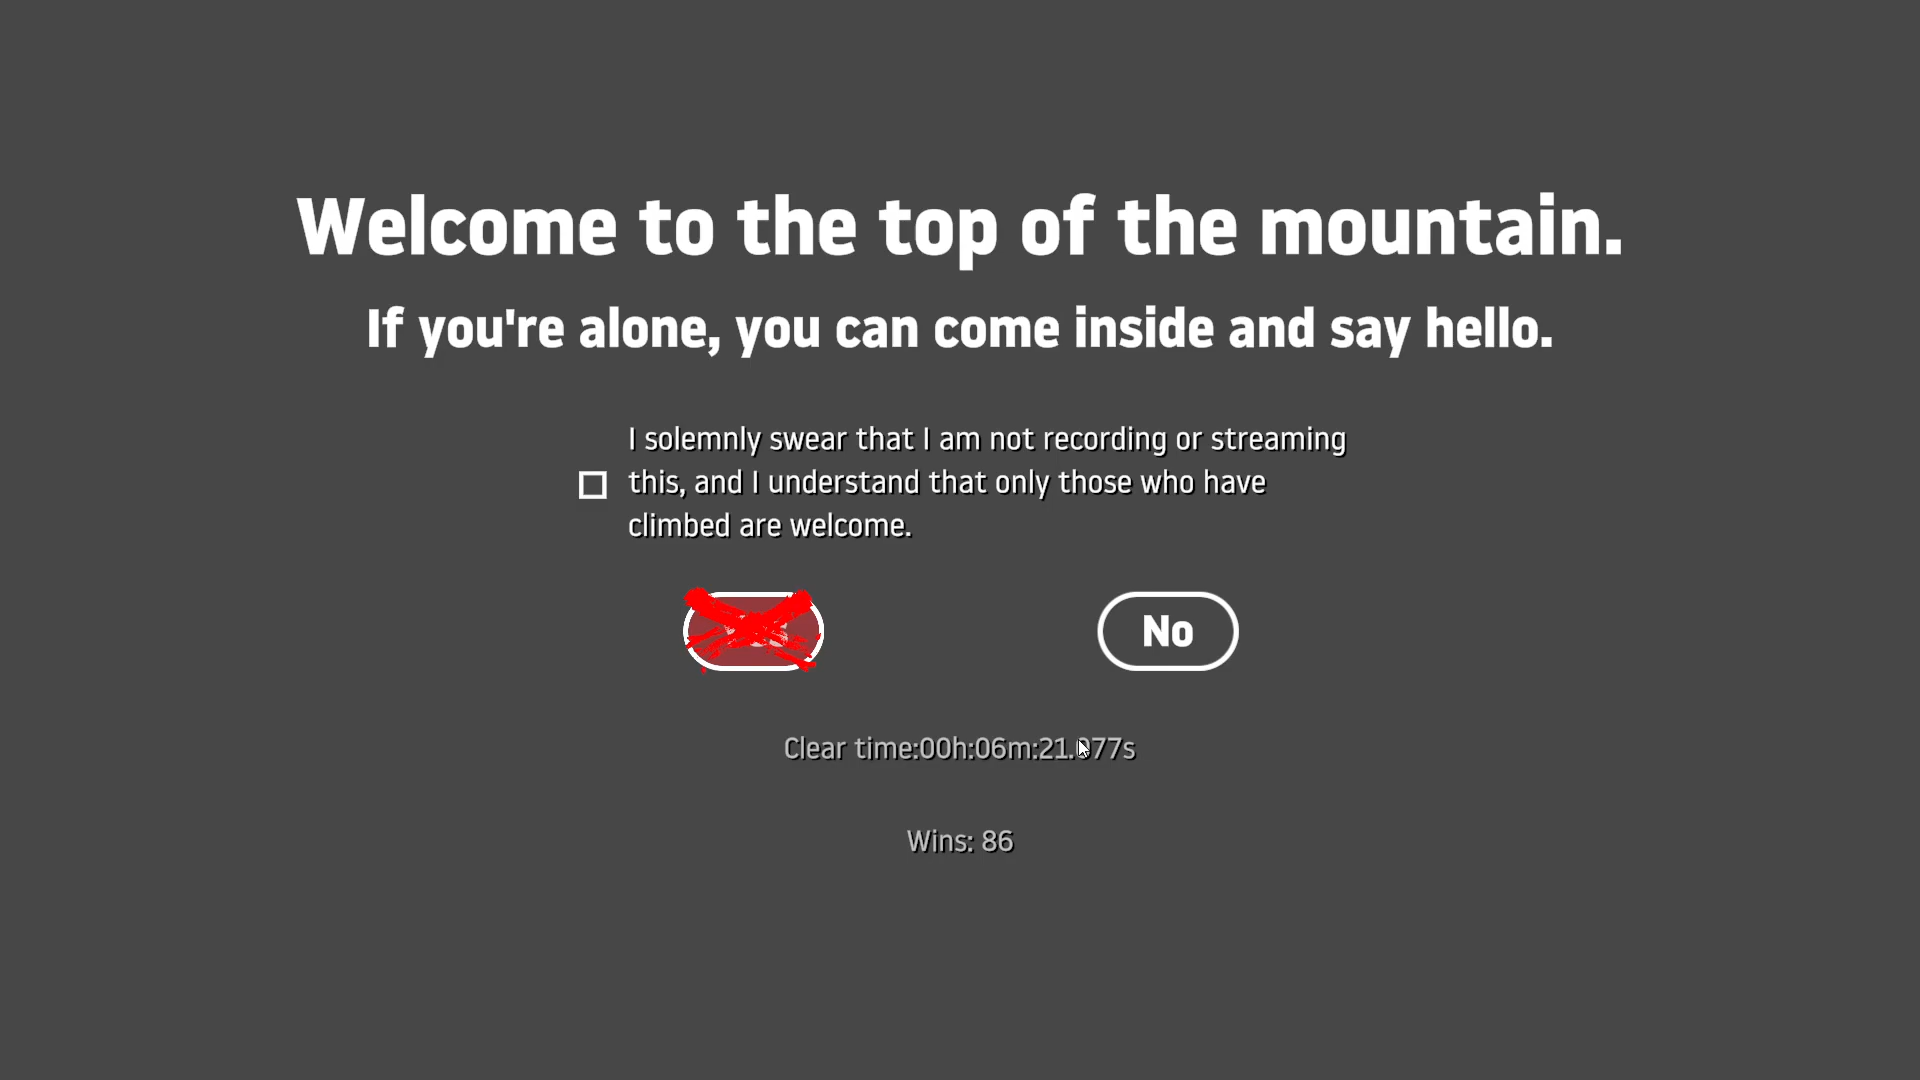 Welcome to the top of the mountain.
If you're alone, you can come inside and say hello.
I solemnly swear that I am not recording or streaming
this, and I understand that only those who have
climbed are welcome.
No
Clear time:00h:06m:21.077s
Wins: 86